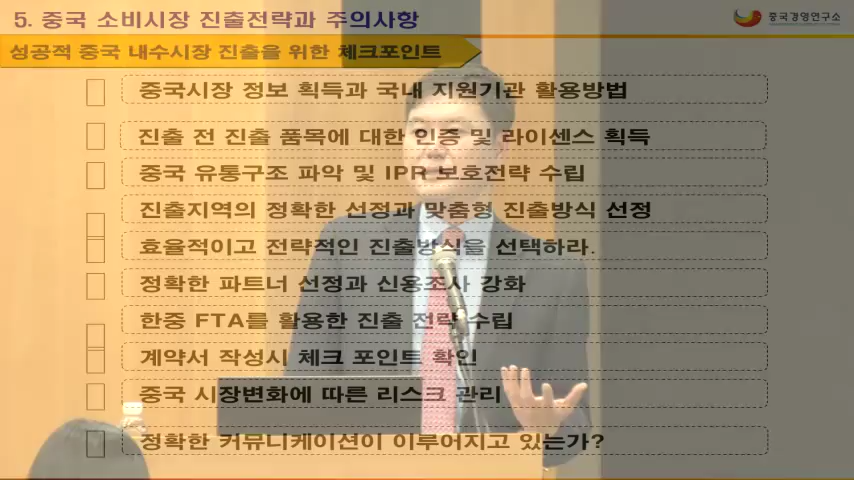 5. 중국 소비시장 진출전략과 주의사항
중국경영연구소
성공적 중국 내수시장 진출을 위한 체크포인트
중국시장 정보 획득과 국내 지원기관 활용방법
진출 전 진출 품목에 대한 인증 및 라이센스 획득
중국 유통구조 파악 및 IPR 보호전략 수립
진출지역의 정확한 선정과 맞춤형 진출방식 선정
효율적이고 전략적인 진출방식을 선택하라.
정확한 파트너 선정과 신용조사 강화
한중 FTA를 활용한 진출 전략 수립
계약서 작성시 체크 포인트 확인
중국 시장변화에 따른 리스크 관리
정확한 커뮤니케이션이 이루어지고 있는가?